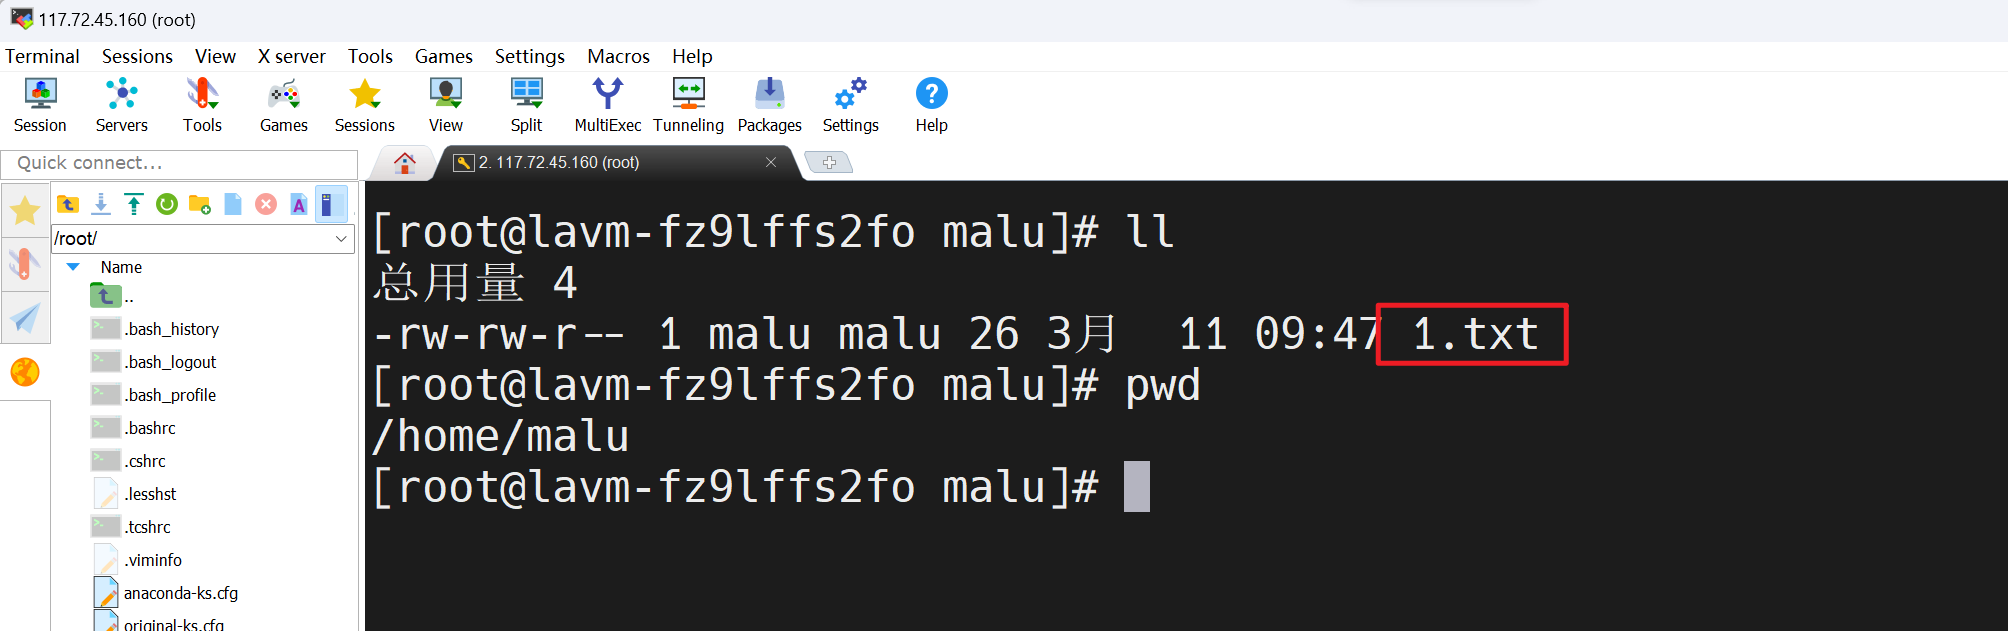 117.72.45.160 (root)
Terminal Sessions View X server Tools Games Settings Macros Help
Session Servers Tools Games Sessions View Split MultiExec Tunneling Packages Settings Help
Quick connect...
2. 117.72.45.160 (root)
/root/
Name
..
.bash_history
.bash_logout
.bash_profile
.bashrc
.cshrc
.lesshst
.tcshrc
.viminfo
anaconda-ks.cfg
original-ks.cfg
[root@lavm-fz9lffs2fo malu]# ll
总用量 4
-rw-rw-r-- 1 malu malu 26 3月 11 09:47 1.txt
[root@lavm-fz9lffs2fo malu]# pwd
/home/malu
[root@lavm-fz9lffs2fo malu]#